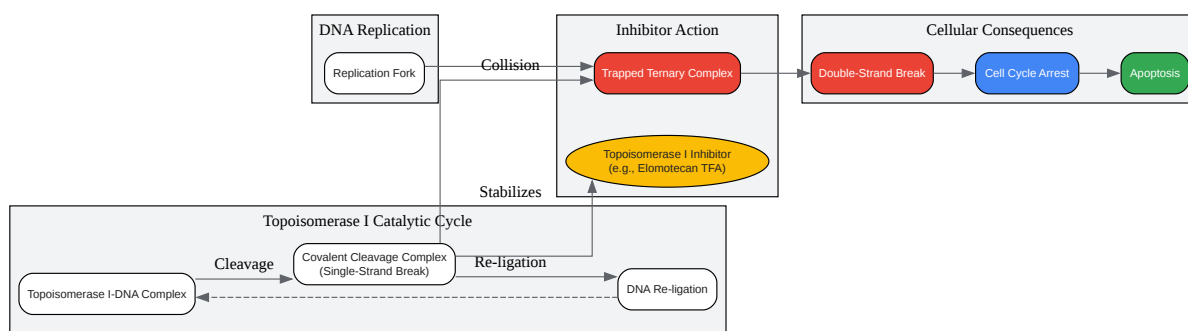 DNA Replication
Replication Fork
Collision
Inhibitor Action
Trapped Ternary Complex
Topoisomerase I Inhibitor
(e.g., Elomotecan TFA)
Cellular Consequences
Double-Strand Break
Cell Cycle Arrest
Apoptosis
Stabilizes
Topoisomerase I Catalytic Cycle
Topoisomerase I-DNA Complex
Cleavage
Covalent Cleavage Complex
(Single-Strand Break)
Re-ligation
DNA Re-ligation